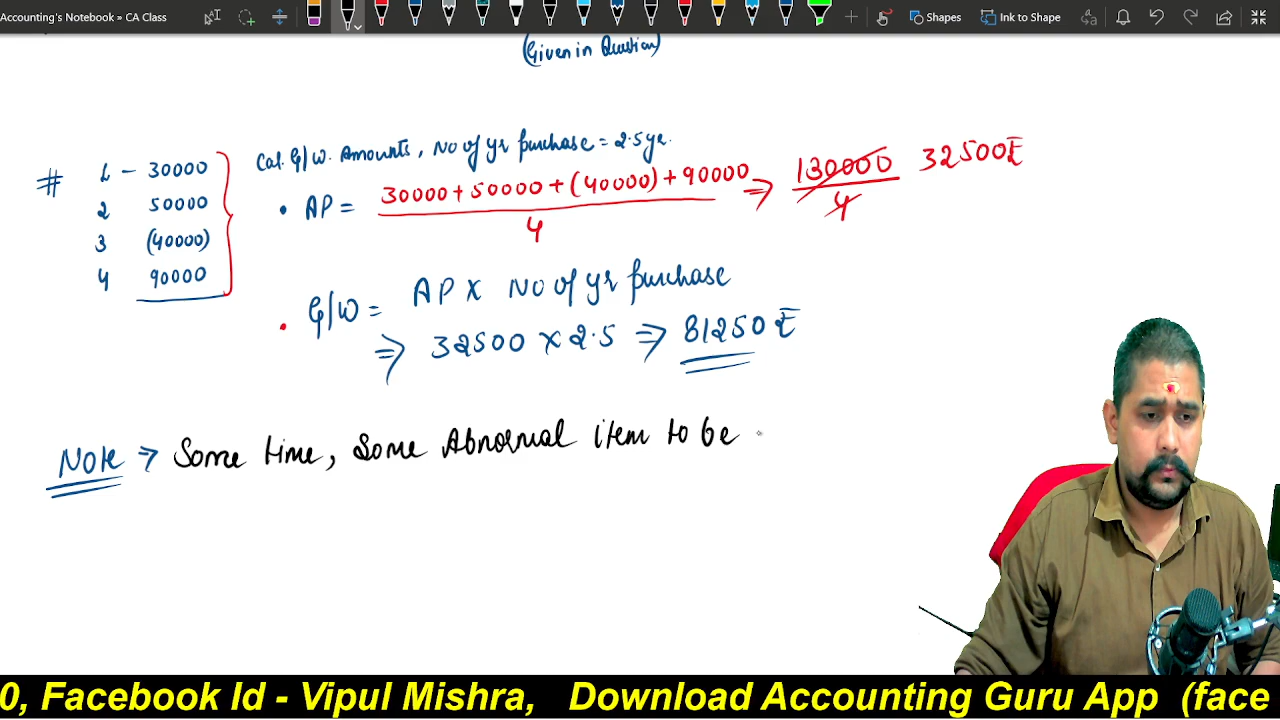 Accounting's Notebook » CA Class
Shapes
Ink to Shape
(Given in Question)
# 1 - 30000
2 50000
3 (40000)
4 90000
Cal. G/W. Amounts, No of yr purchase = 2.5 yr.
• AP = 30000 + 50000 + (40000) + 90000 / 4 ⇒ 130000 / 4 32500₹
• G/W = AP x No of yr purchase
⇒ 32500 x 2.5 ⇒ 81250 ₹
Note ⇒ Some time, Some Abnormal item to be
0, Facebook Id - Vipul Mishra, Download Accounting Guru App (face